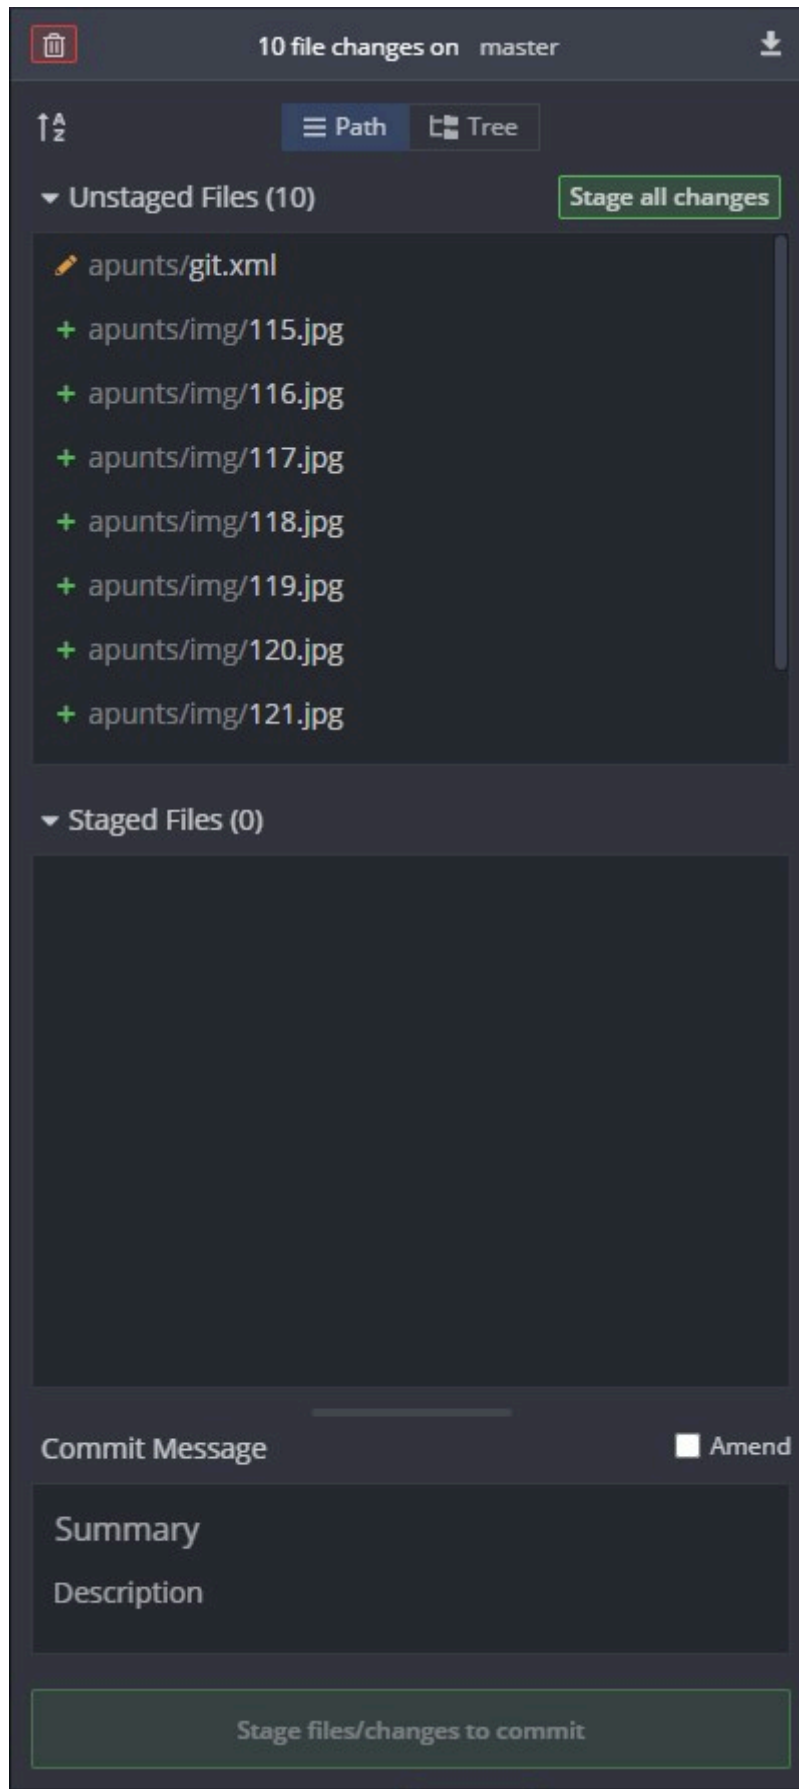 10 file changes on master
A
Z
Path Tree
Unstaged Files (10) Stage all changes
apunts/git.xml
+ apunts/img/115.jpg
+ apunts/img/116.jpg
+ apunts/img/117.jpg
+ apunts/img/118.jpg
+ apunts/img/119.jpg
+ apunts/img/120.jpg
+ apunts/img/121.jpg
Staged Files (0)
Commit Message Amend
Summary
Description
Stage files/changes to commit